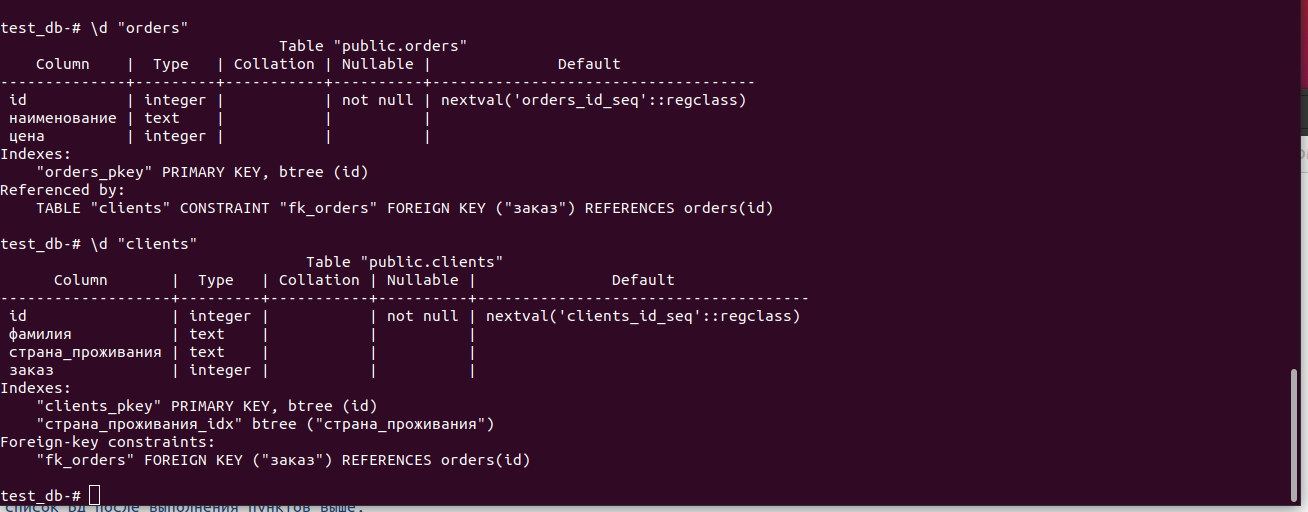 test_db-# \d "orders"
                               Table "public.orders"
    Column    |  Type   | Collation | Nullable |              Default
--------------+---------+-----------+----------+------------------------------------
 id           | integer |           | not null | nextval('orders_id_seq'::regclass)
 наименование | text    |           |          |
 цена         | integer |           |          |
Indexes:
    "orders_pkey" PRIMARY KEY, btree (id)
Referenced by:
    TABLE "clients" CONSTRAINT "fk_orders" FOREIGN KEY ("заказ") REFERENCES orders(id)
test_db-# \d "clients"
                                  Table "public.clients"
      Column       |  Type   | Collation | Nullable |               Default
-------------------+---------+-----------+----------+-------------------------------------
 id                | integer |           | not null | nextval('clients_id_seq'::regclass)
 фамилия           | text    |           |          |
 страна_проживания | text    |           |          |
 заказ             | integer |           |          |
Indexes:
    "clients_pkey" PRIMARY KEY, btree (id)
    "страна_проживания_idx" btree ("страна_проживания")
Foreign-key constraints:
    "fk_orders" FOREIGN KEY ("заказ") REFERENCES orders(id)
test_db-#
список БД после выполнения пунктов выше.